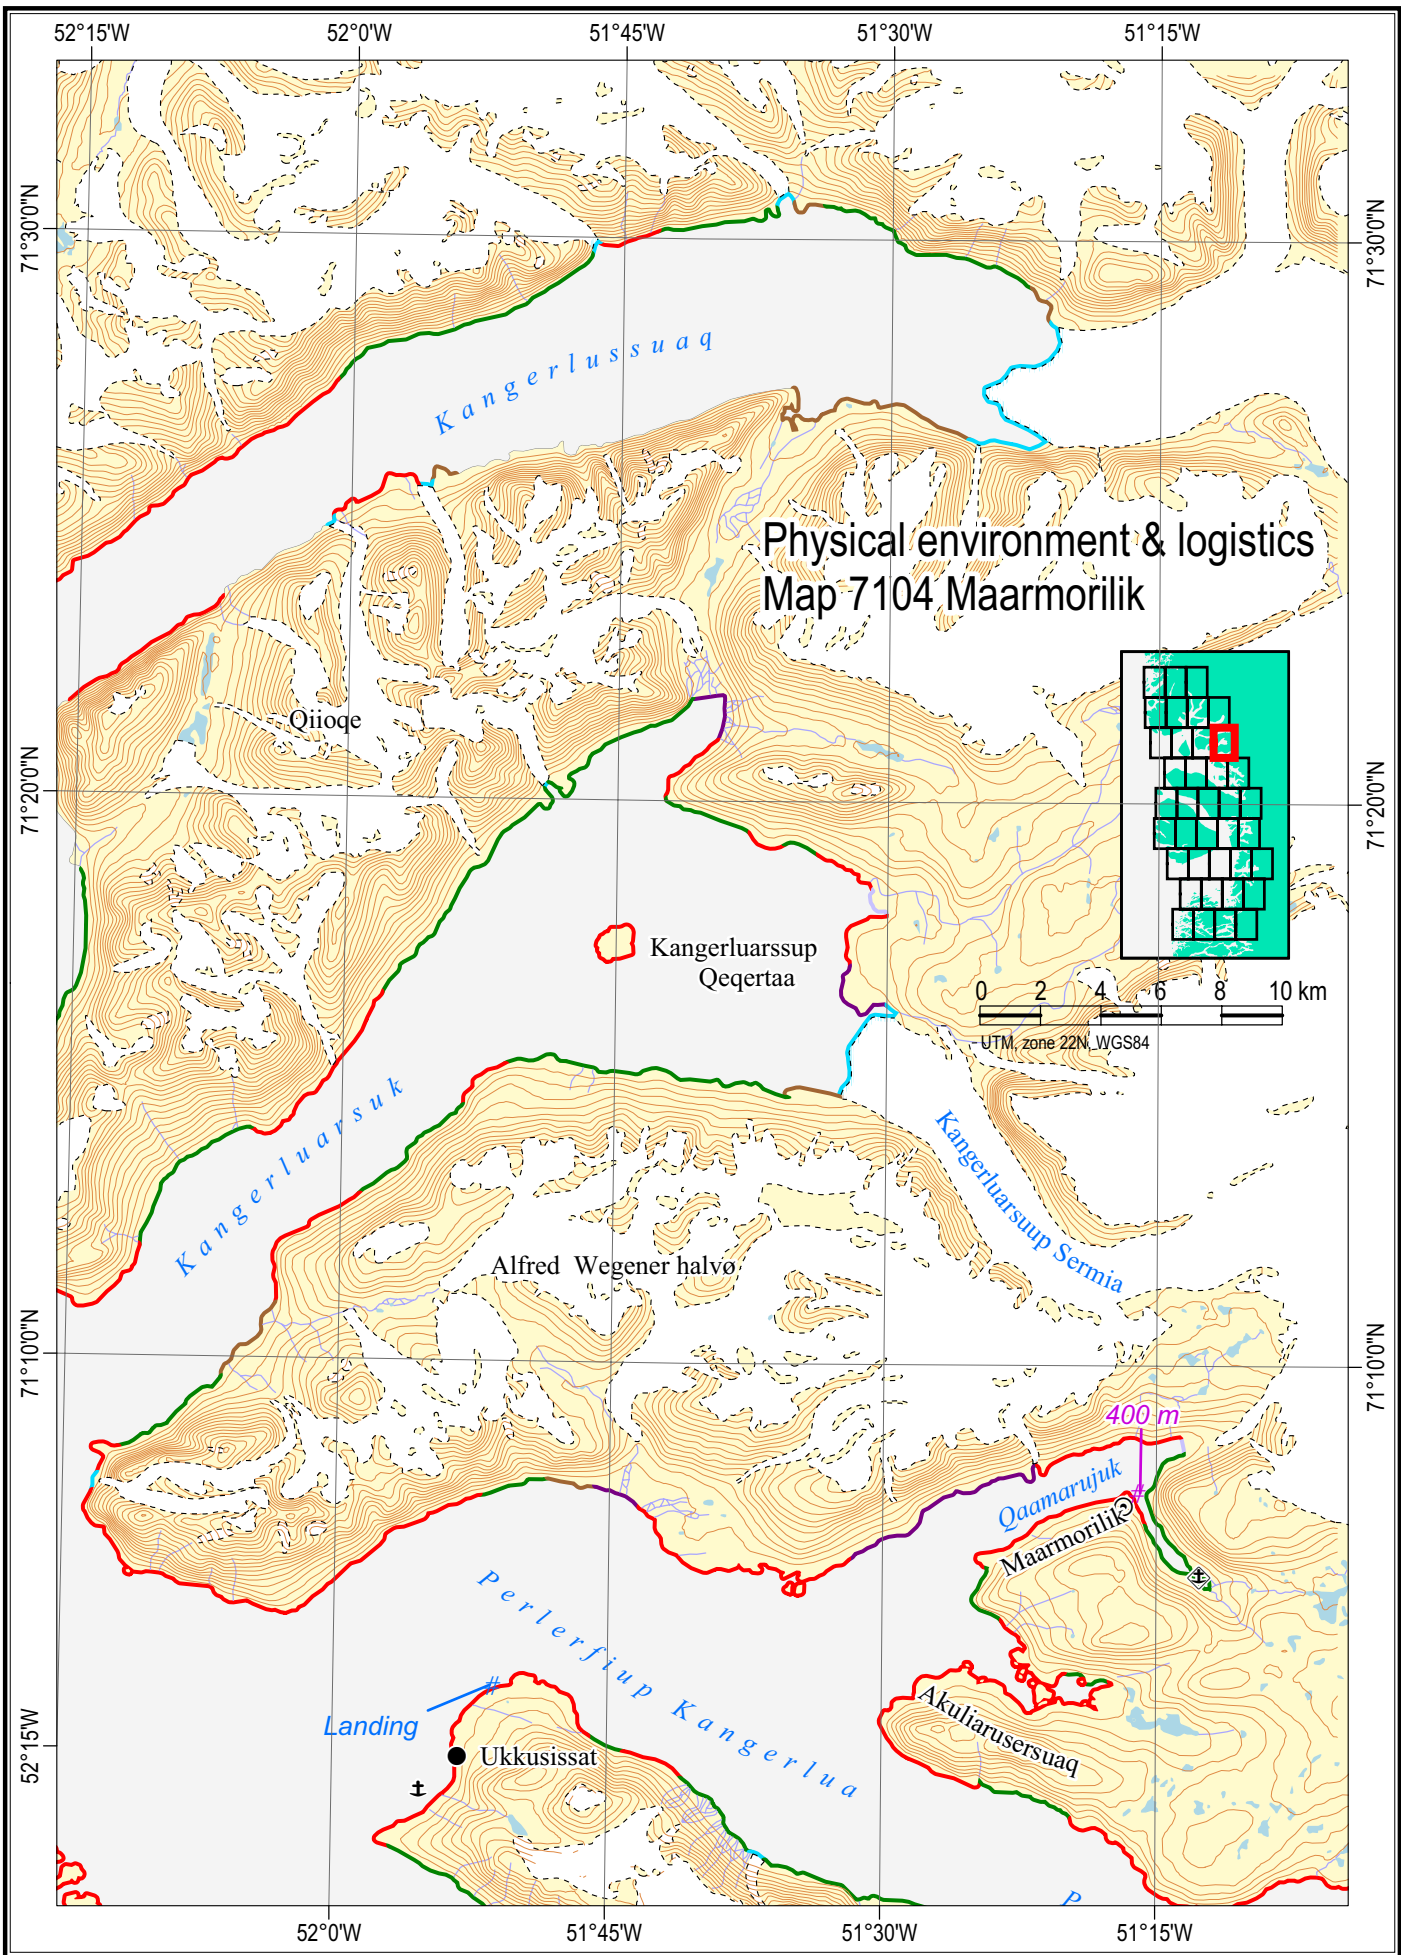 52°15'W
52°0'W
51°45'W
51°30'W
51°15'W
71°30'0"N
71°30'0"N
Kangerlussuaq
Physical environment & logistics
Map 7104 Maarmorilik
Qiioqe
71°20'0"N
71°20'0"N
Kangerluarssup
Qeqertaa
0 2 4 6 8 10 km
UTM, zone 22N, WGS84
Kangerluarsuk
Kangerluarsuup Sermia
Alfred Wegener halvø
71°10'0"N
71°10'0"N
400 m
#
Qaamarujuk
Maarmorilik
Perlerfiup Kangerlua
#
Landing
Akuliarusersuaq
52°15'W
Ukkusissat
P
52°0'W
51°45'W
51°30'W
51°15'W